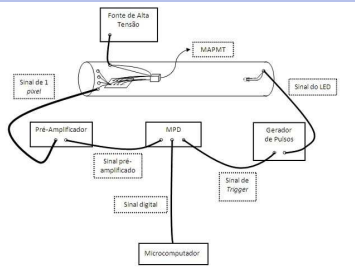 Fonte de Alta
Tensão
MAPMT
Sinal de 1
pixel
Sinal do LED
Pré-Amplificador
MPD
Gerador
de Pulsos
Sinal pré-
amplificado
Sinal de
Trigger
Sinal digital
Microcomputador